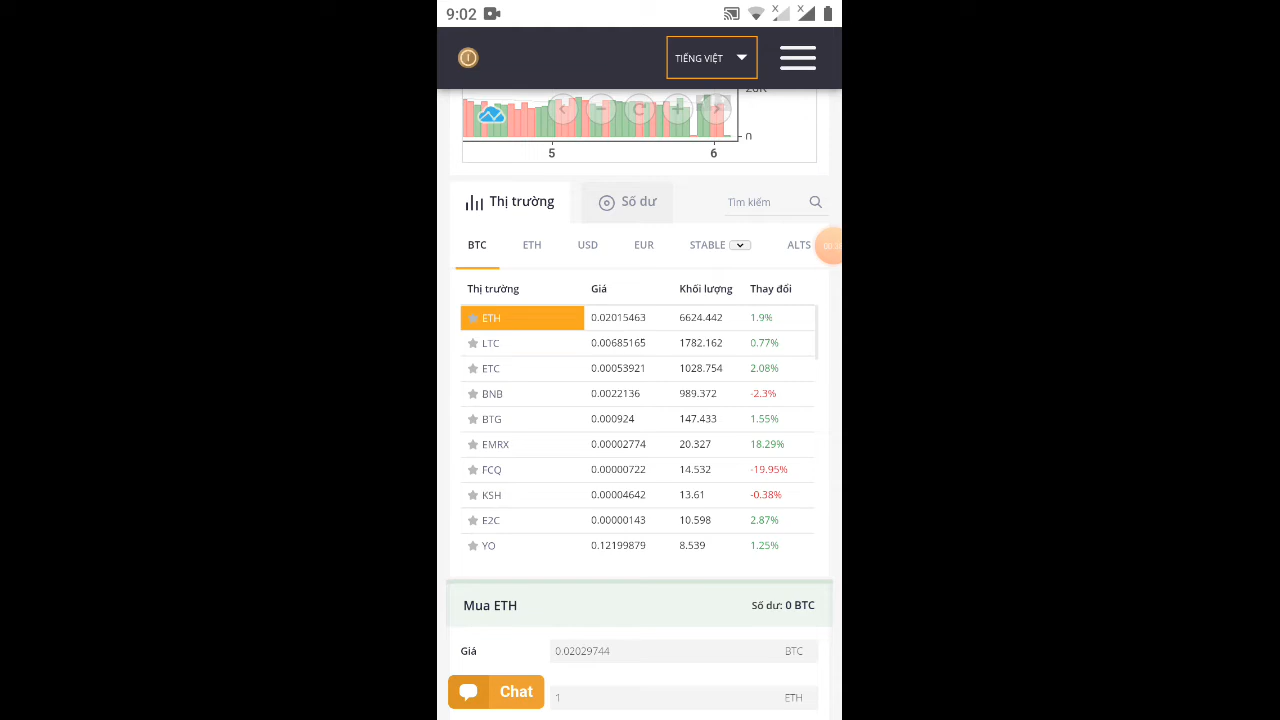 9:02
TIẾNG VIỆT
5 6
Thị trường Số dư Tìm kiếm
BTC ETH USD EUR STABLE ALTS
Thị trường Giá Khối lượng Thay đổi
ETH 0.02015463 6624.442 1.9%
LTC 0.00685165 1782.162 0.77%
ETC 0.00053921 1028.754 2.08%
BNB 0.0022136 989.372 -2.3%
BTG 0.000924 147.433 1.55%
EMRX 0.00002774 20.327 18.29%
FCQ 0.00000722 14.532 -19.95%
KSH 0.00004642 13.61 -0.38%
E2C 0.00000143 10.598 2.87%
YO 0.12199879 8.539 1.25%
Mua ETH Số dư: 0 BTC
Giá 0.02029744 BTC
Chat 1 ETH